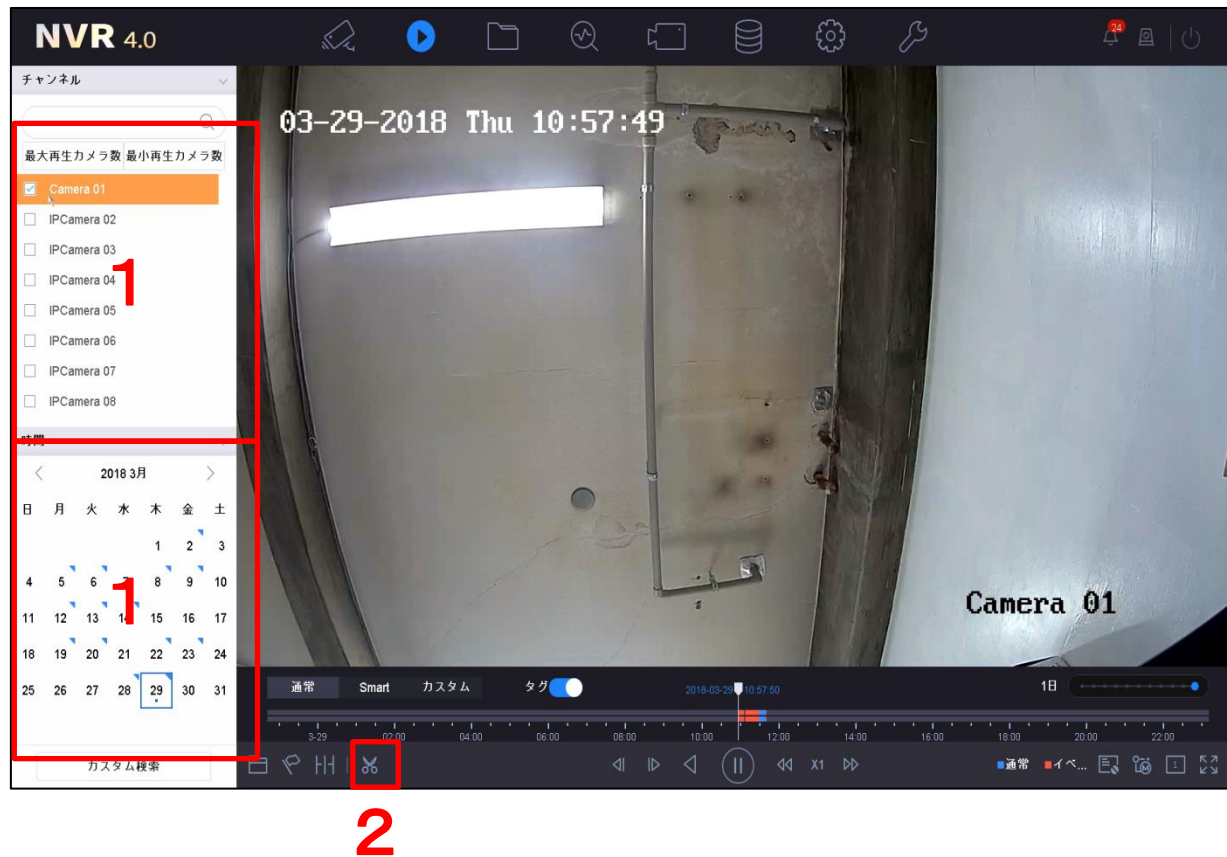 NVR 4.0
24
チャンネル
03-29-2018 Thu 10:57:49
最大再生カメラ数 最小再生カメラ数
Camera 01
IPCamera 02
IPCamera 03
IPCamera 04
IPCamera 05
IPCamera 06
IPCamera 07
IPCamera 08
1
時間
2018 3月
日 月 火 水 木 金 土
1 2 3
4 5 6 8 9 10
1
11 12 13 14 15 16 17
18 19 20 21 22 23 24
25 26 27 28 29 30 31
カスタム検索
Camera 01
通常 Smart カスタム タグ 2018-03-29 10:57:50 1日
3-29 02:00 04:00 06:00 08:00 10:00 12:00 14:00 16:00 18:00 20:00 22:00
X1 通常 イベ... 1
2